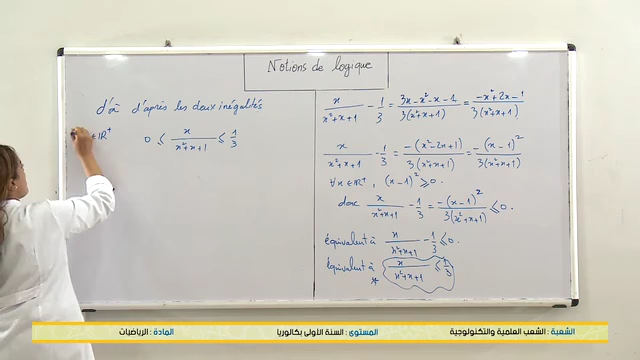 Notions de logique
d'où d'après les deux inégalités
∈ ℝ⁺ 0 ≤ x/(x²+x+1) ≤ 1/3
x/(x²+x+1) - 1/3 = (3x-x²-x-1)/(3(x²+x+1)) = (-x²+2x-1)/(3(x²+x+1))
x/(x²+x+1) - 1/3 = -(x²-2x+1)/(3(x²+x+1)) = -(x-1)²/(3(x²+x+1))
∀x ∈ ℝ⁺, (x-1)² ≥ 0.
donc x/(x²+x+1) - 1/3 = -(x-1)²/(3(x²+x+1)) ≤ 0.
équivalent à x/(x²+x+1) - 1/3 ≤ 0.
équivalent à x/(x²+x+1) ≤ 1/3
*
الشعبة : الشعب العلمية والتكنولوجية المستوى : السنة الأولى بكالوريا المادة : الرياضيات